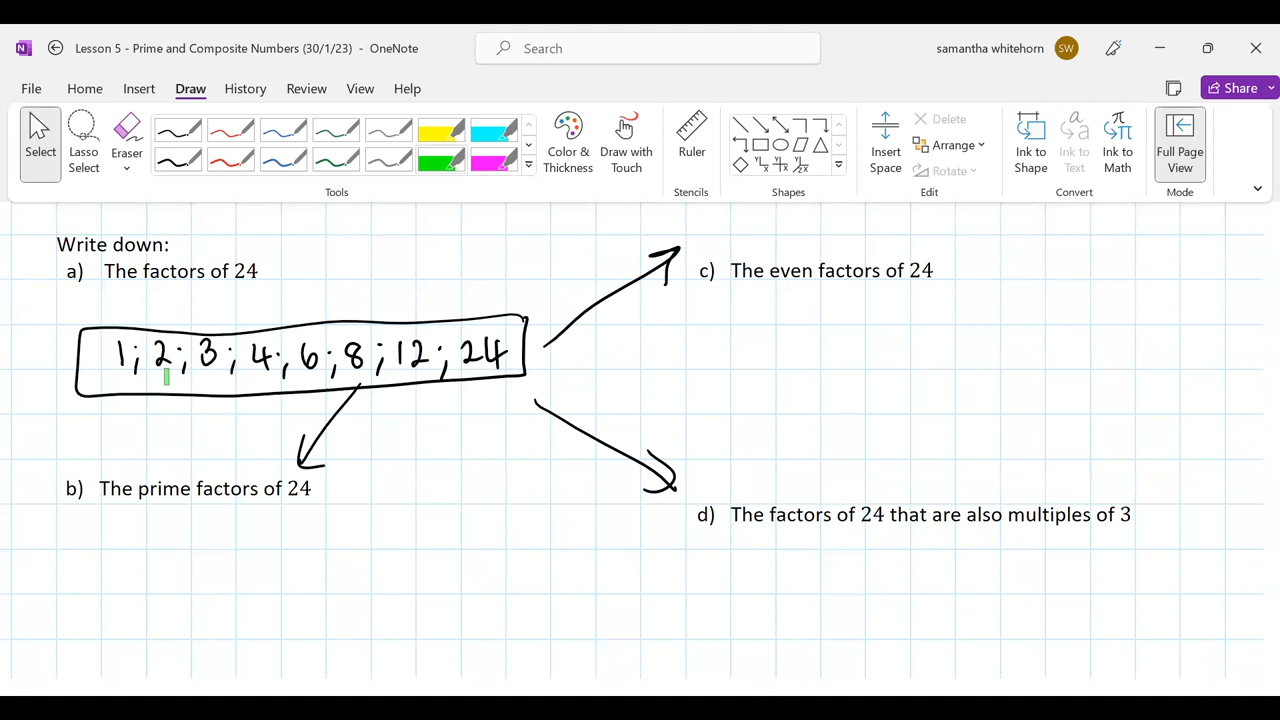 Lesson 5 - Prime and Composite Numbers (30/1/23) - OneNote
Search
samantha whitehorn
SW
File Home Insert Draw History Review View Help
Share
Select
Lasso Select
Eraser
Color & Thickness
Draw with Touch
Ruler
Insert Space
Delete
Arrange
Rotate
Ink to Shape
Ink to Text
Ink to Math
Full Page View
Tools Stencils Shapes Edit Convert Mode
Write down:
a) The factors of 24
c) The even factors of 24
1; 2; 3; 4; 6; 8; 12; 24
b) The prime factors of 24
d) The factors of 24 that are also multiples of 3